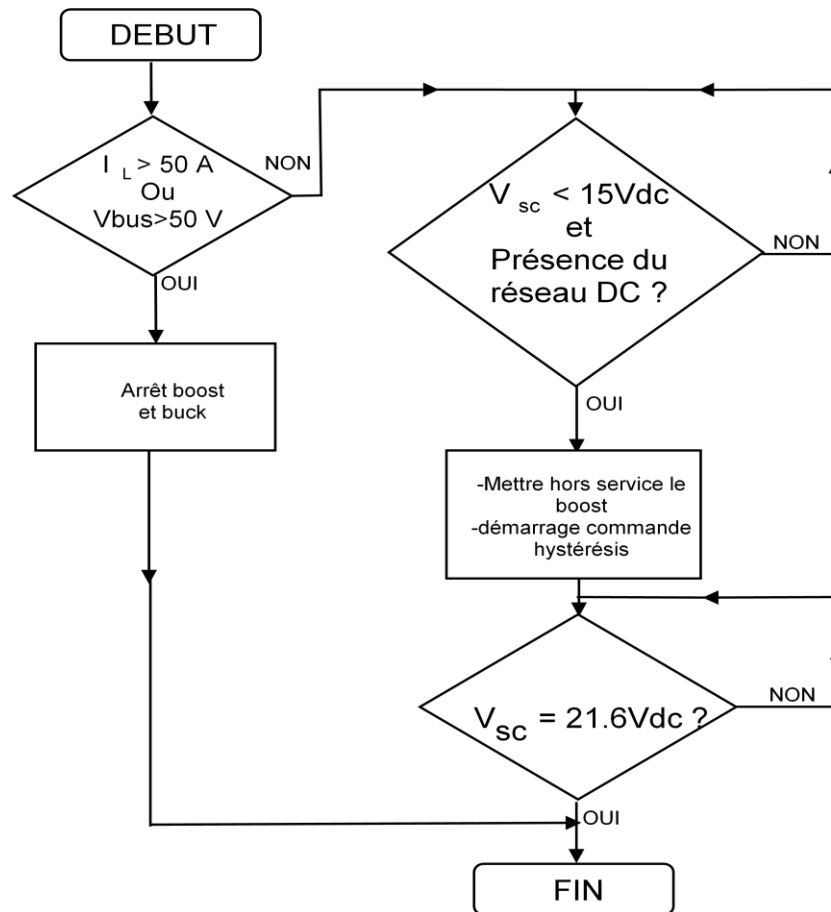 DEBUT
I L > 50 A
Ou
Vbus>50 V
NON
OUI
Arrêt boost
et buck
V sc < 15Vdc
et
Présence du
réseau DC ?
NON
OUI
-Mettre hors service le
boost
-démarrage commande
hystérésis
Vsc = 21.6Vdc ?
NON
OUI
FIN